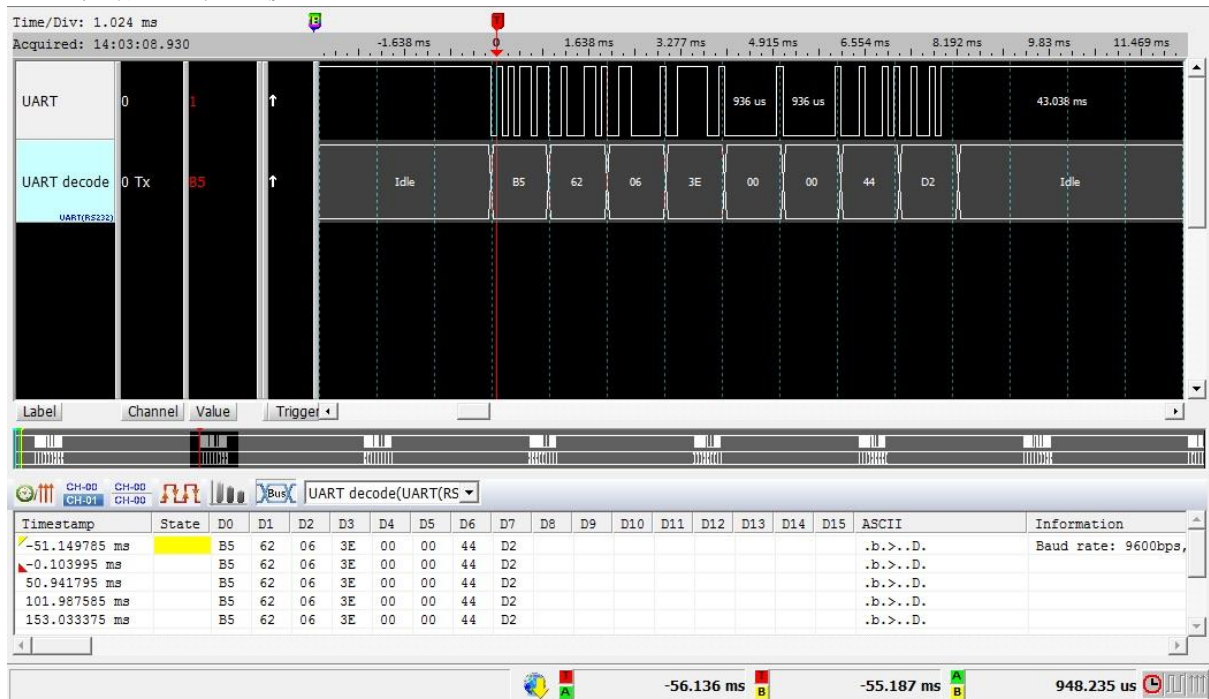 Time/Div: 1.024 ms
Acquired: 14:03:08.930
-1.638 ms 0 1.638 ms 3.277 ms 4.915 ms 6.554 ms 8.192 ms 9.83 ms 11.469 ms
UART 0 1 936 us 936 us 43.038 ms
UART decode 0 Tx B5 Idle B5 62 06 3E 00 00 44 D2 Idle
UART(RS232)
Label Channel Value Trigger
CH-00 CH-01 CH-00 CH-00 Bus UART decode(UART(RS
Timestamp State D0 D1 D2 D3 D4 D5 D6 D7 D8 D9 D10 D11 D12 D13 D14 D15 ASCII Information
-51.149785 ms B5 62 06 3E 00 00 44 D2 .b.>..D. Baud rate: 9600bps,
-0.103995 ms B5 62 06 3E 00 00 44 D2 .b.>..D.
50.941795 ms B5 62 06 3E 00 00 44 D2 .b.>..D.
101.987585 ms B5 62 06 3E 00 00 44 D2 .b.>..D.
153.033375 ms B5 62 06 3E 00 00 44 D2 .b.>..D.
T A -56.136 ms T B -55.187 ms A B 948.235 us